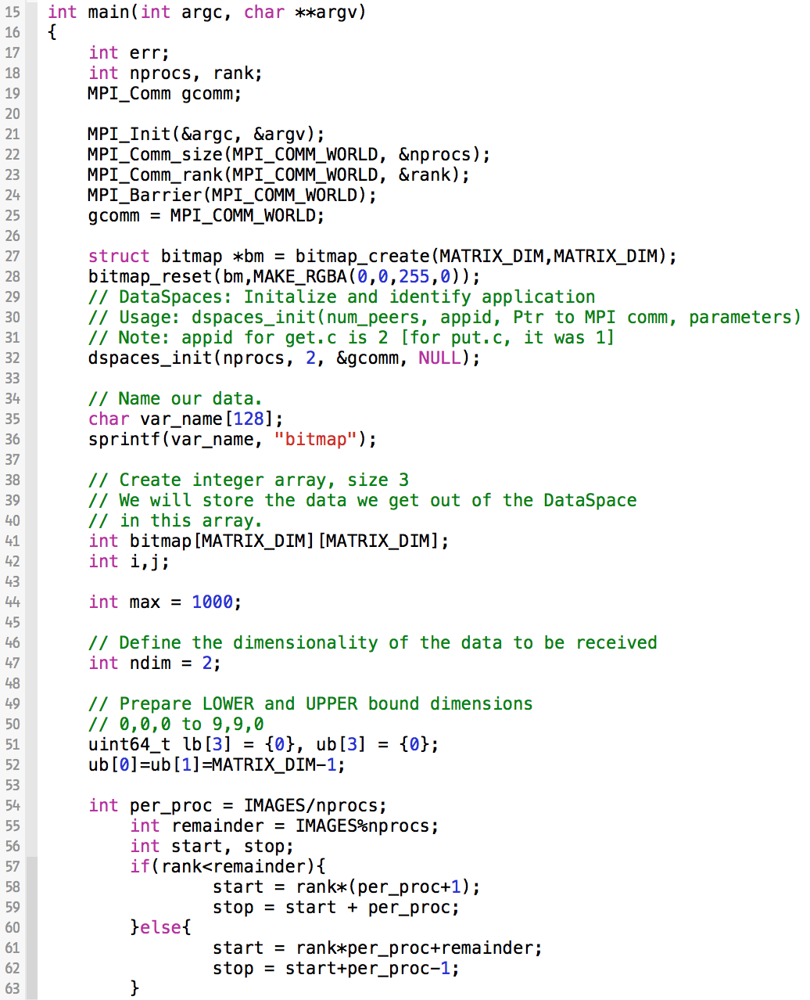 15 int main(int argc, char **argv)
16 {
17     int err;
18     int nprocs, rank;
19     MPI_Comm gcomm;
20
21     MPI_Init(&argc, &argv);
22     MPI_Comm_size(MPI_COMM_WORLD, &nprocs);
23     MPI_Comm_rank(MPI_COMM_WORLD, &rank);
24     MPI_Barrier(MPI_COMM_WORLD);
25     gcomm = MPI_COMM_WORLD;
26
27     struct bitmap *bm = bitmap_create(MATRIX_DIM,MATRIX_DIM);
28     bitmap_reset(bm,MAKE_RGBA(0,0,255,0));
29     // DataSpaces: Initalize and identify application
30     // Usage: dspaces_init(num_peers, appid, Ptr to MPI comm, parameters)
31     // Note: appid for get.c is 2 [for put.c, it was 1]
32     dspaces_init(nprocs, 2, &gcomm, NULL);
33
34     // Name our data.
35     char var_name[128];
36     sprintf(var_name, "bitmap");
37
38     // Create integer array, size 3
39     // We will store the data we get out of the DataSpace
40     // in this array.
41     int bitmap[MATRIX_DIM][MATRIX_DIM];
42     int i,j;
43
44     int max = 1000;
45
46     // Define the dimensionality of the data to be received
47     int ndim = 2;
48
49     // Prepare LOWER and UPPER bound dimensions
50     // 0,0,0 to 9,9,0
51     uint64_t lb[3] = {0}, ub[3] = {0};
52     ub[0]=ub[1]=MATRIX_DIM-1;
53
54     int per_proc = IMAGES/nprocs;
55         int remainder = IMAGES%nprocs;
56         int start, stop;
57         if(rank<remainder){
58                 start = rank*(per_proc+1);
59                 stop = start + per_proc;
60         }else{
61                 start = rank*per_proc+remainder;
62                 stop = start+per_proc-1;
63         }